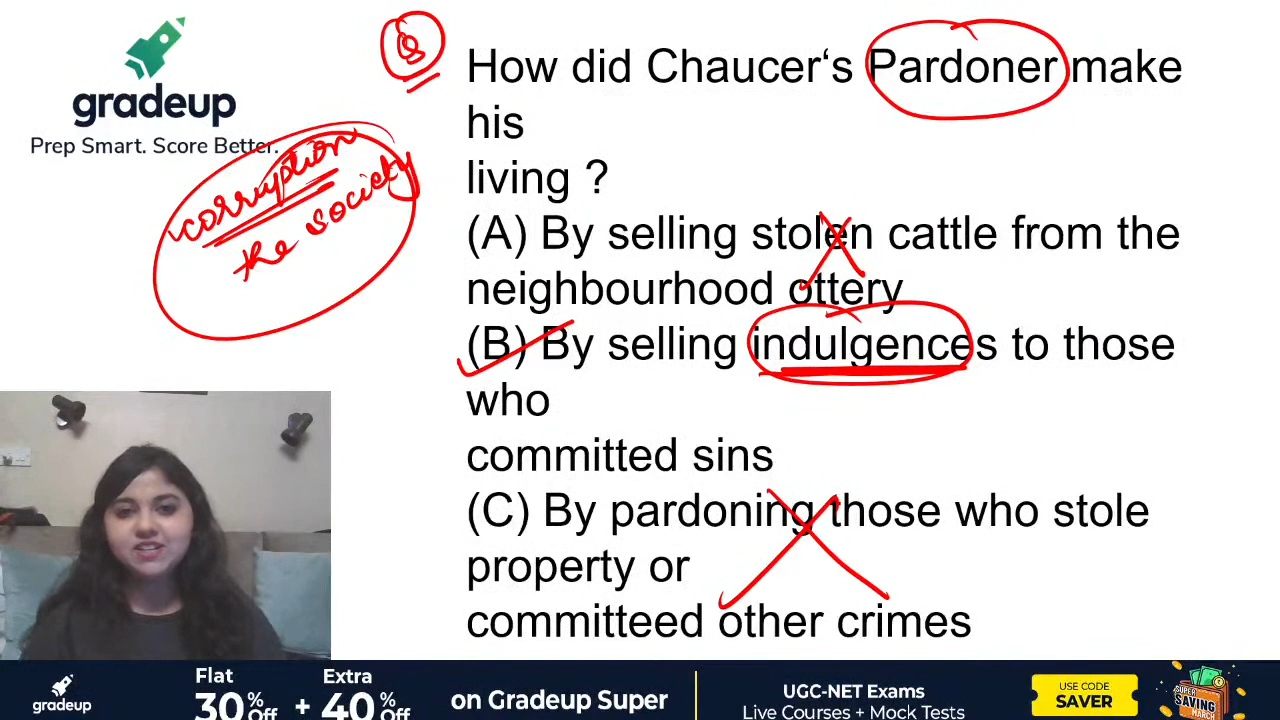 gradeup
Prep Smart. Score Better.
corruption
the society
Q
How did Chaucer‘s Pardoner make
his
living ?
(A) By selling stolen cattle from the
neighbourhood ottery
(B) By selling indulgences to those
who
committed sins
(C) By pardoning those who stole
property or
committeed other crimes
gradeup
Flat
30% Off
+
Extra
40% Off
on Gradeup Super
UGC-NET Exams
Live Courses + Mock Tests
USE CODE
SAVER
SUPER
SAVING
MARCH